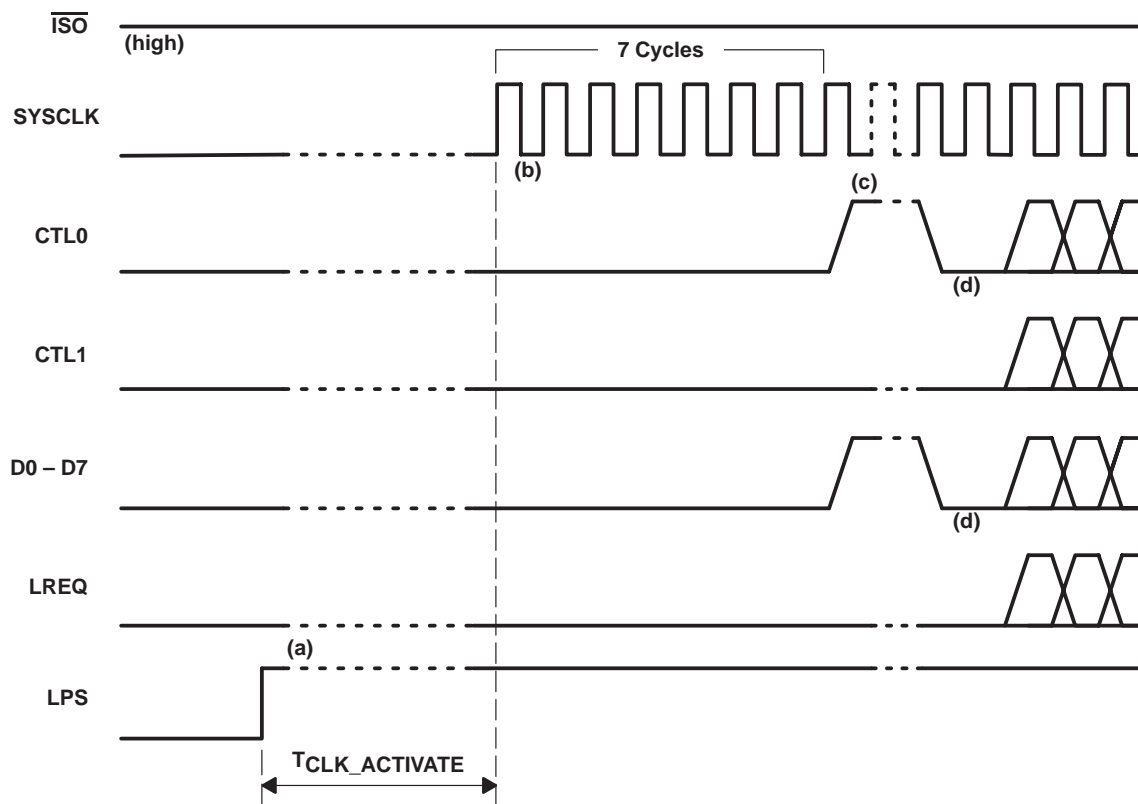 ISO
(high)
7 Cycles
SYSCLK
(b)
(c)
CTL0
(d)
CTL1
D0 – D7
(d)
LREQ
(a)
LPS
TCLK_ACTIVATE